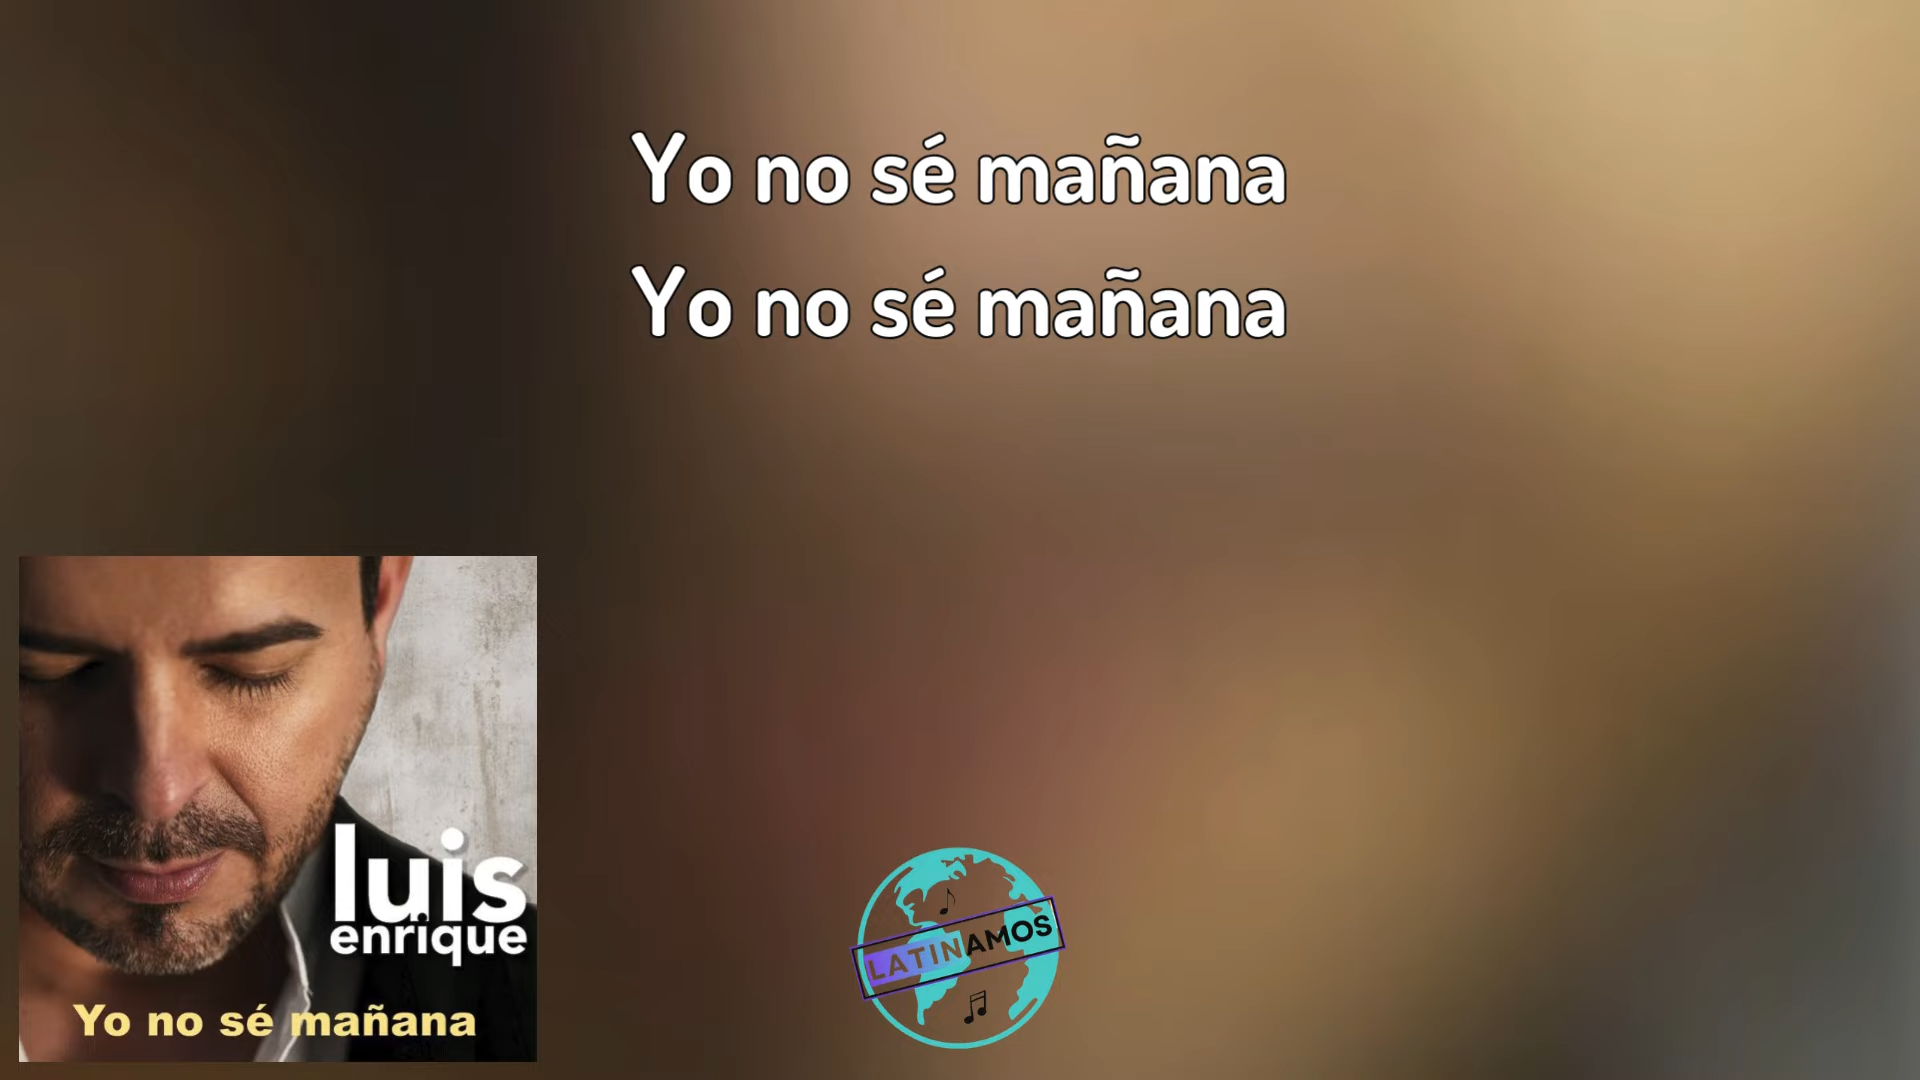 Yo no sé mañana
Yo no sé mañana
luis
enrique
Yo no sé mañana
LATINAMOS